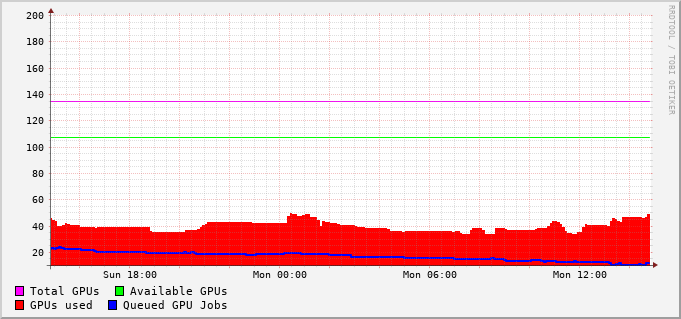 200
180
160
140
120
100
80
60
40
20
Sun 18:00 Mon 00:00 Mon 06:00 Mon 12:00
Total GPUs Available GPUs
GPUs used Queued GPU Jobs
RRDTOOL / TOBI OETIKER